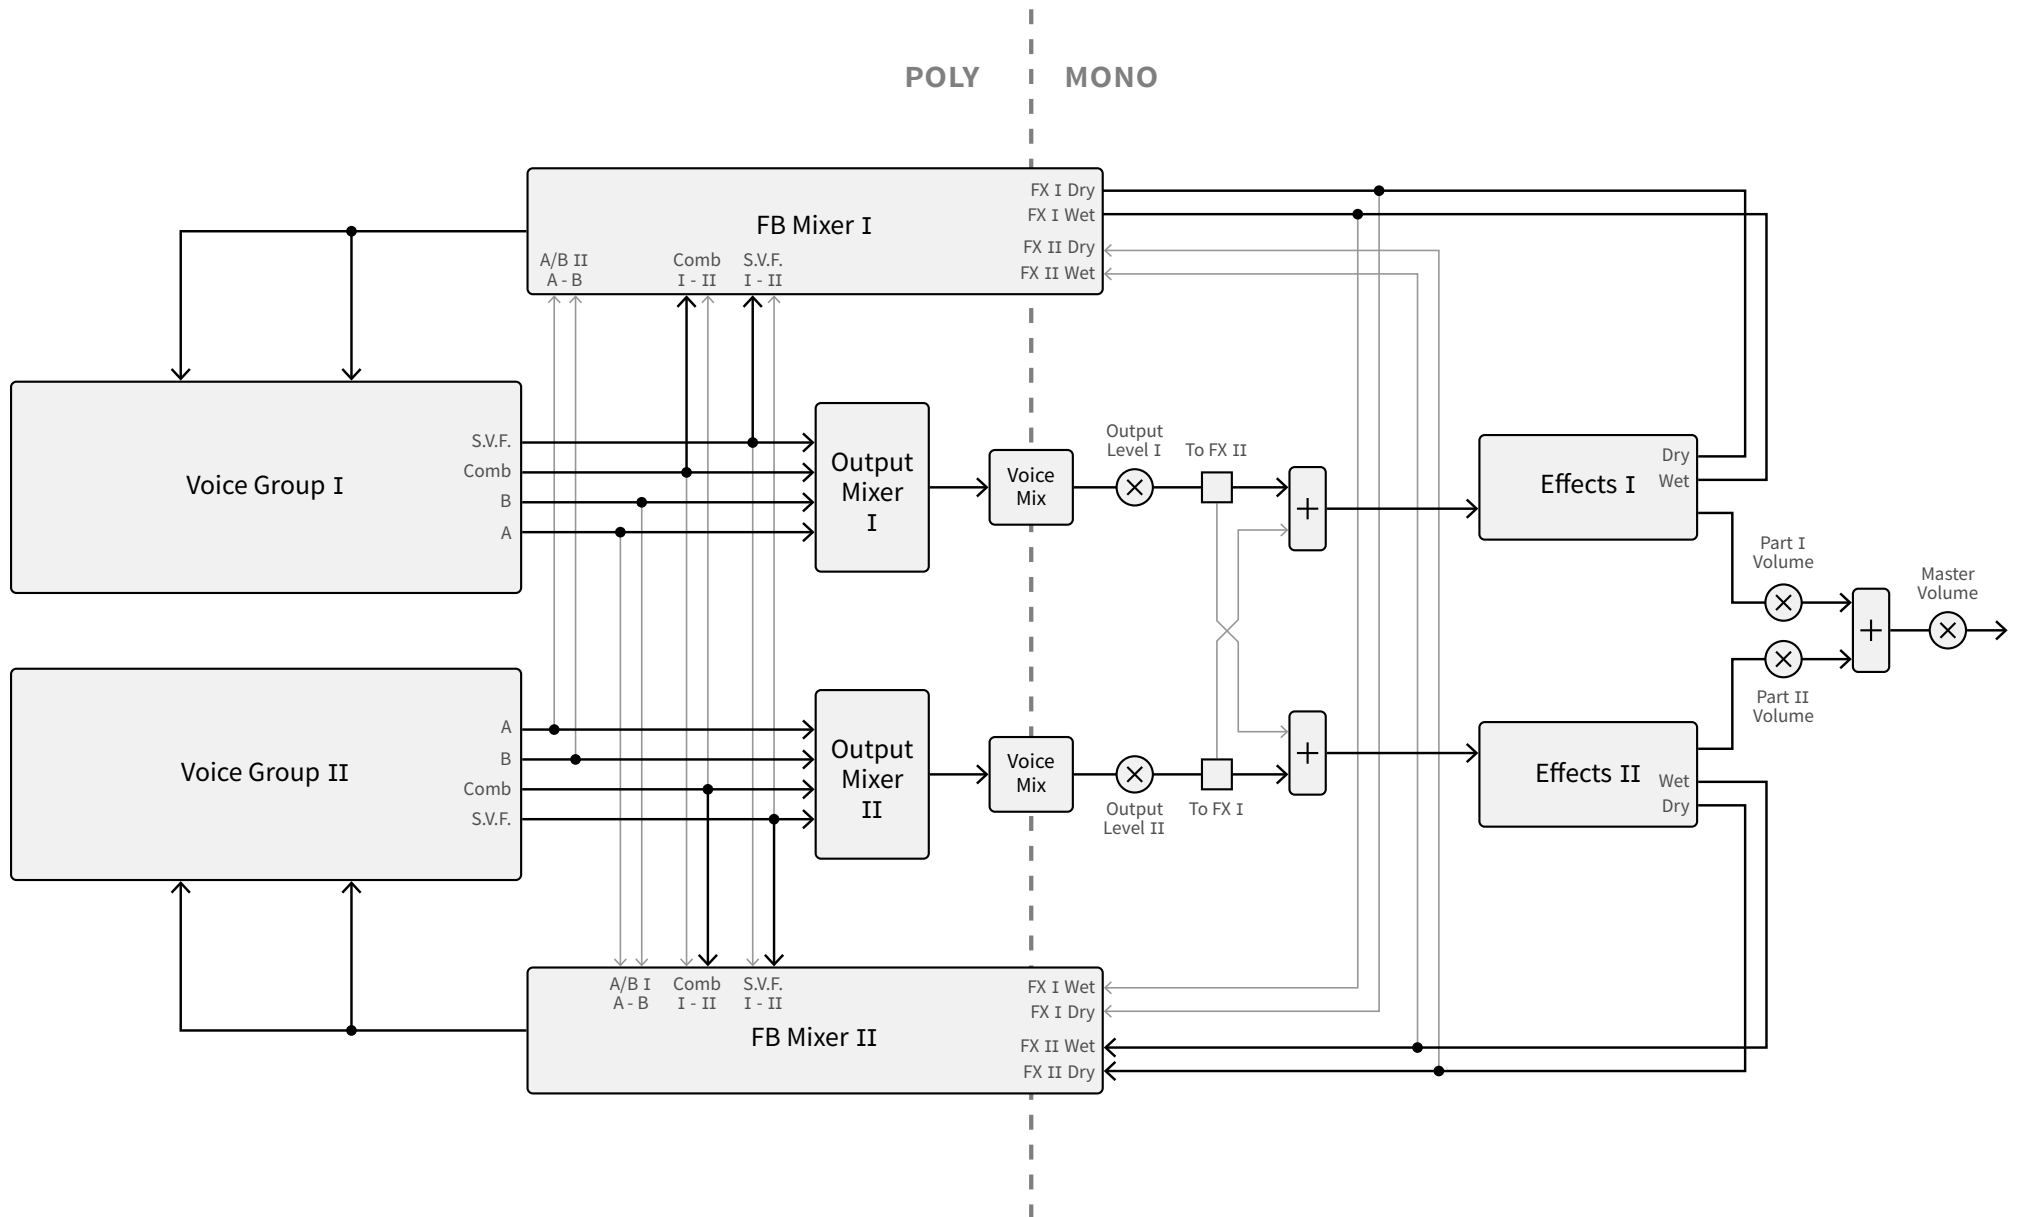 POLY
MONO
FX I Dry
FX I Wet
FB Mixer I
FX II Dry
FX II Wet
A/B II
A - B
Comb
I - II
S.V.F.
I - II
Voice Group I
S.V.F.
Comb
B
A
Output
Mixer
I
Voice
Mix
Output
Level I
To FX II
Effects I
Dry
Wet
Part I
Volume
Master
Volume
Part II
Volume
Voice Group II
A
B
Comb
S.V.F.
Output
Mixer
II
Voice
Mix
Output
Level II
To FX I
Effects II
Wet
Dry
A/B I
A - B
Comb
I - II
S.V.F.
I - II
FB Mixer II
FX I Wet
FX I Dry
FX II Wet
FX II Dry